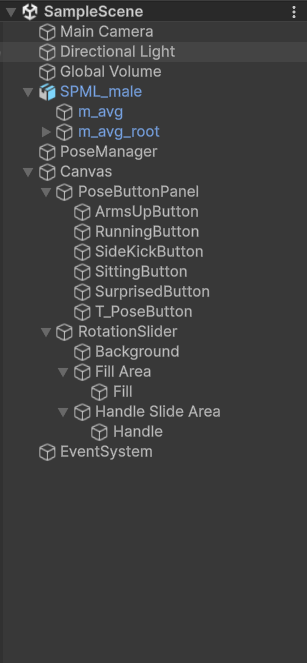 SampleScene
Main Camera
Directional Light
Global Volume
SPML_male
m_avg
m_avg_root
PoseManager
Canvas
PoseButtonPanel
ArmsUpButton
RunningButton
SideKickButton
SittingButton
SurprisedButton
T_PoseButton
RotationSlider
Background
Fill Area
Fill
Handle Slide Area
Handle
EventSystem